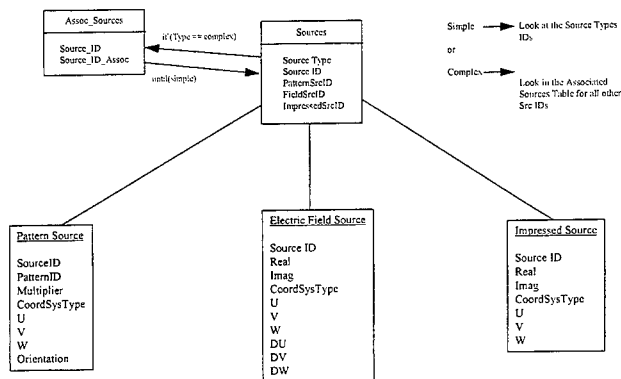 Assoc_Sources
Source_ID
Source_ID_Assoc
if (Type == complex)
until(simple)
Sources
Source Type
Source ID
PatternSrcID
FieldSrcID
ImpressedSrcID
Simple
Look at the Source Types
IDs
or
Complex
Look in the Associated
Sources Table for all other
Src IDs
Pattern Source
SourceID
PatternID
Multiplier
CoordSysType
U
V
W
Orientation
Electric Field Source
Source ID
Real
Imag
CoordSysType
U
V
W
DU
DV
DW
Impressed Source
Source ID
Real
Imag
CoordSysType
U
V
W